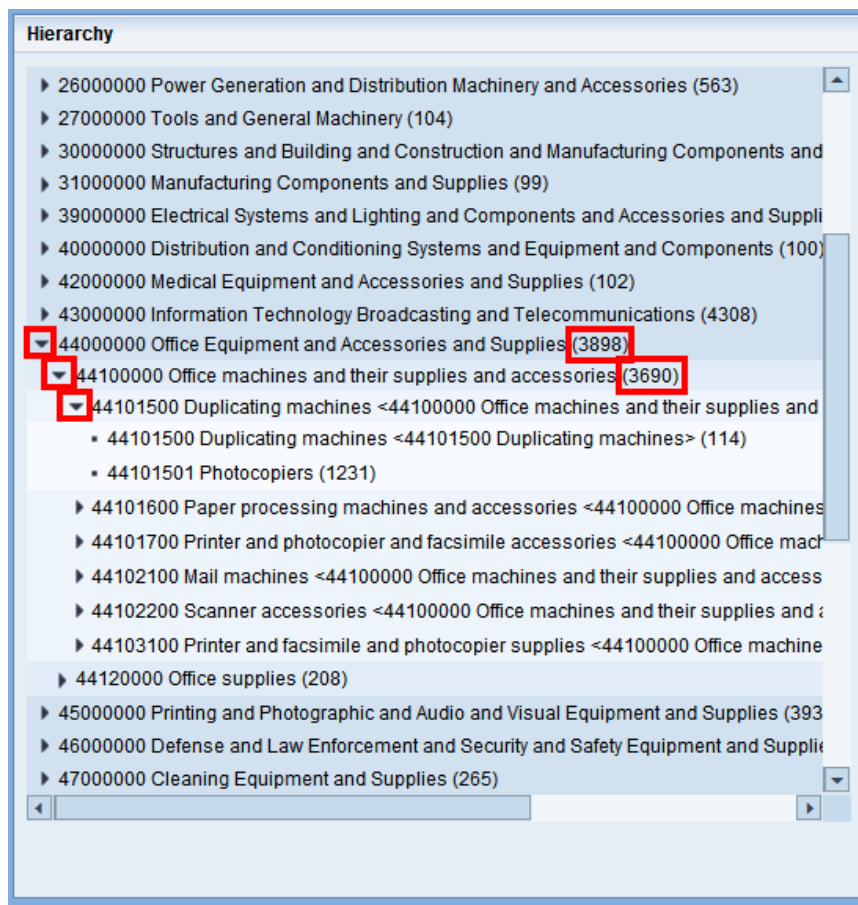 Hierarchy
26000000 Power Generation and Distribution Machinery and Accessories (563)
27000000 Tools and General Machinery (104)
30000000 Structures and Building and Construction and Manufacturing Components and
31000000 Manufacturing Components and Supplies (99)
39000000 Electrical Systems and Lighting and Components and Accessories and Suppli
40000000 Distribution and Conditioning Systems and Equipment and Components (100)
42000000 Medical Equipment and Accessories and Supplies (102)
43000000 Information Technology Broadcasting and Telecommunications (4308)
44000000 Office Equipment and Accessories and Supplies (3898)
44100000 Office machines and their supplies and accessories (3690)
44101500 Duplicating machines <44100000 Office machines and their supplies and
44101500 Duplicating machines <44101500 Duplicating machines> (114)
44101501 Photocopiers (1231)
44101600 Paper processing machines and accessories <44100000 Office machines
44101700 Printer and photocopier and facsimile accessories <44100000 Office mach
44102100 Mail machines <44100000 Office machines and their supplies and access
44102200 Scanner accessories <44100000 Office machines and their supplies and
44103100 Printer and facsimile and photocopier supplies <44100000 Office machine
44120000 Office supplies (208)
45000000 Printing and Photographic and Audio and Visual Equipment and Supplies (393
46000000 Defense and Law Enforcement and Security and Safety Equipment and Supplie
47000000 Cleaning Equipment and Supplies (265)